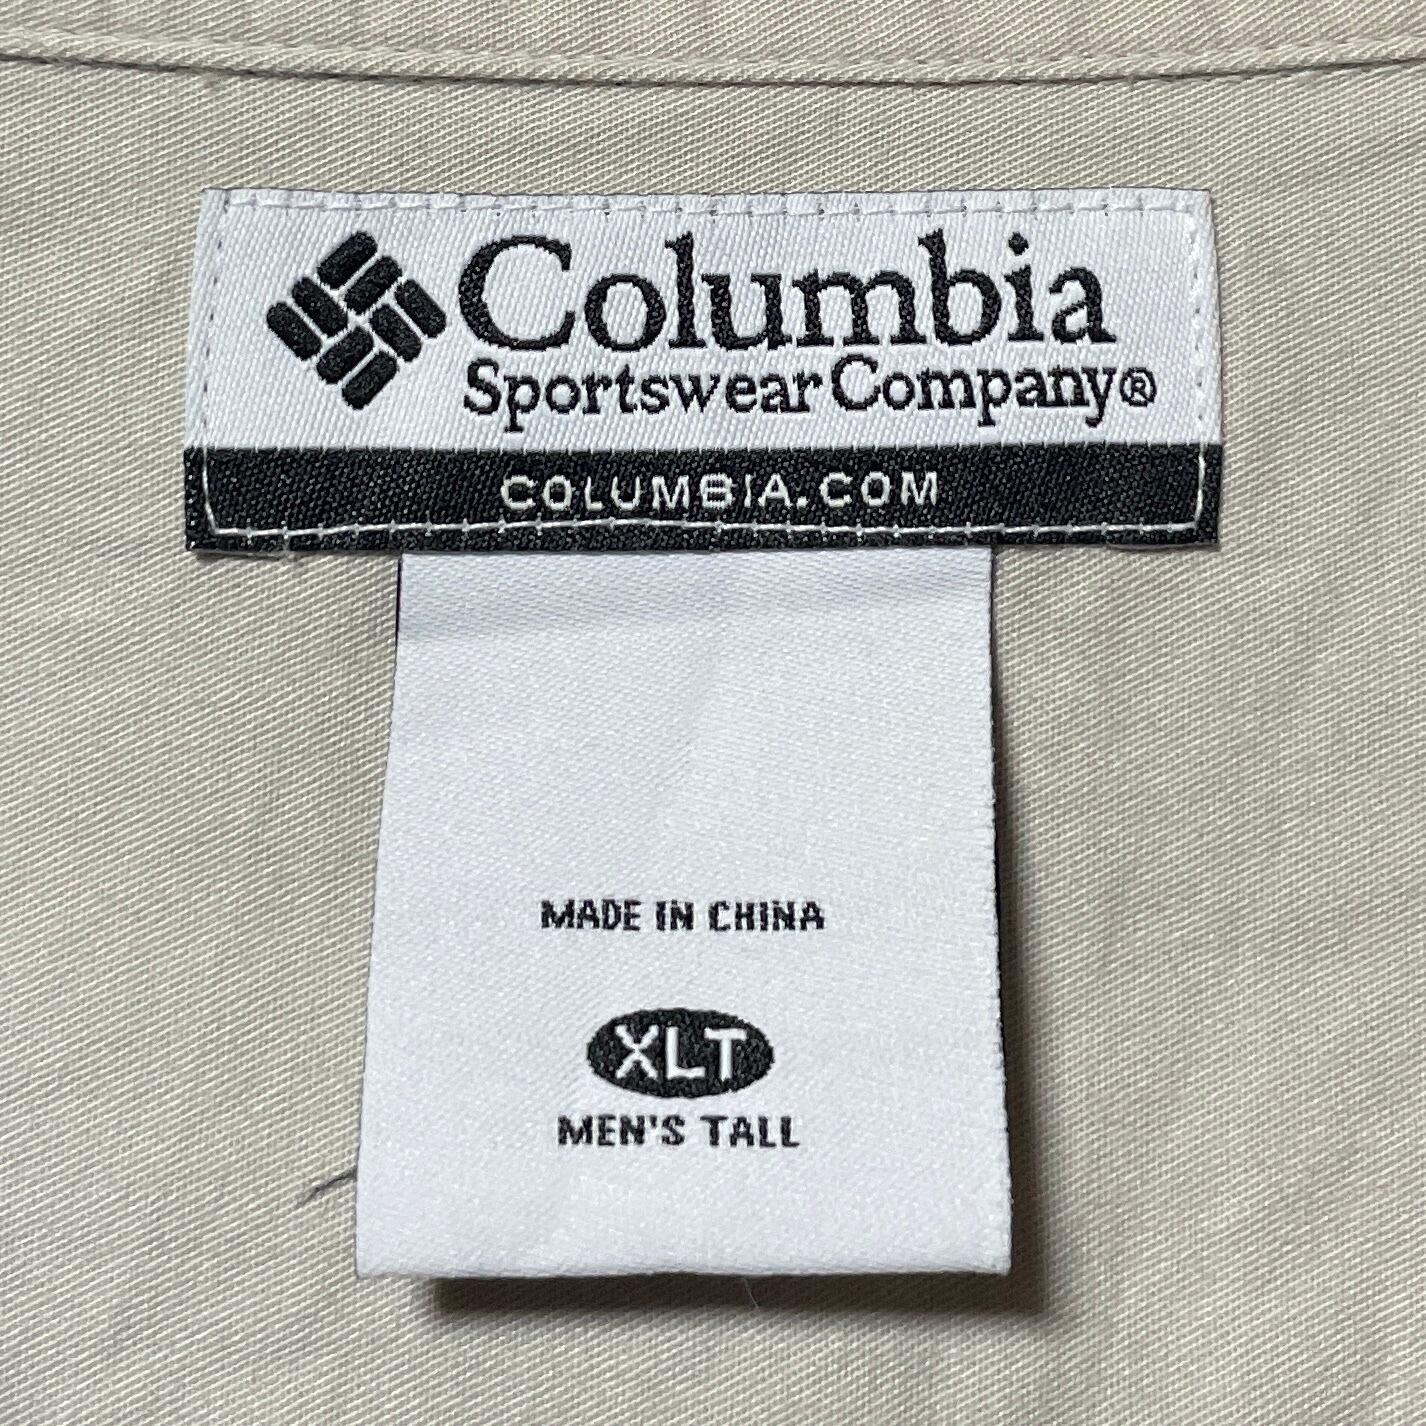 Columbia
Sportswear Company®
COLUMBIA.COM
MADE IN CHINA
XLT
MEN'S TALL